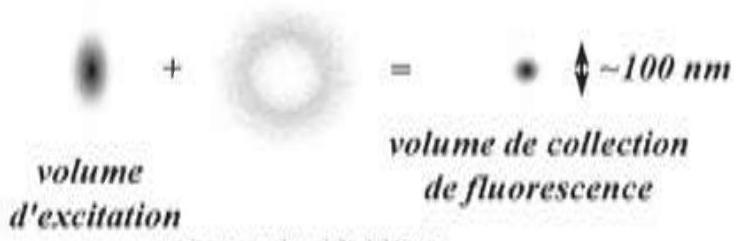 +
=
~100 nm
volume
d'excitation
volume de collection
de fluorescence